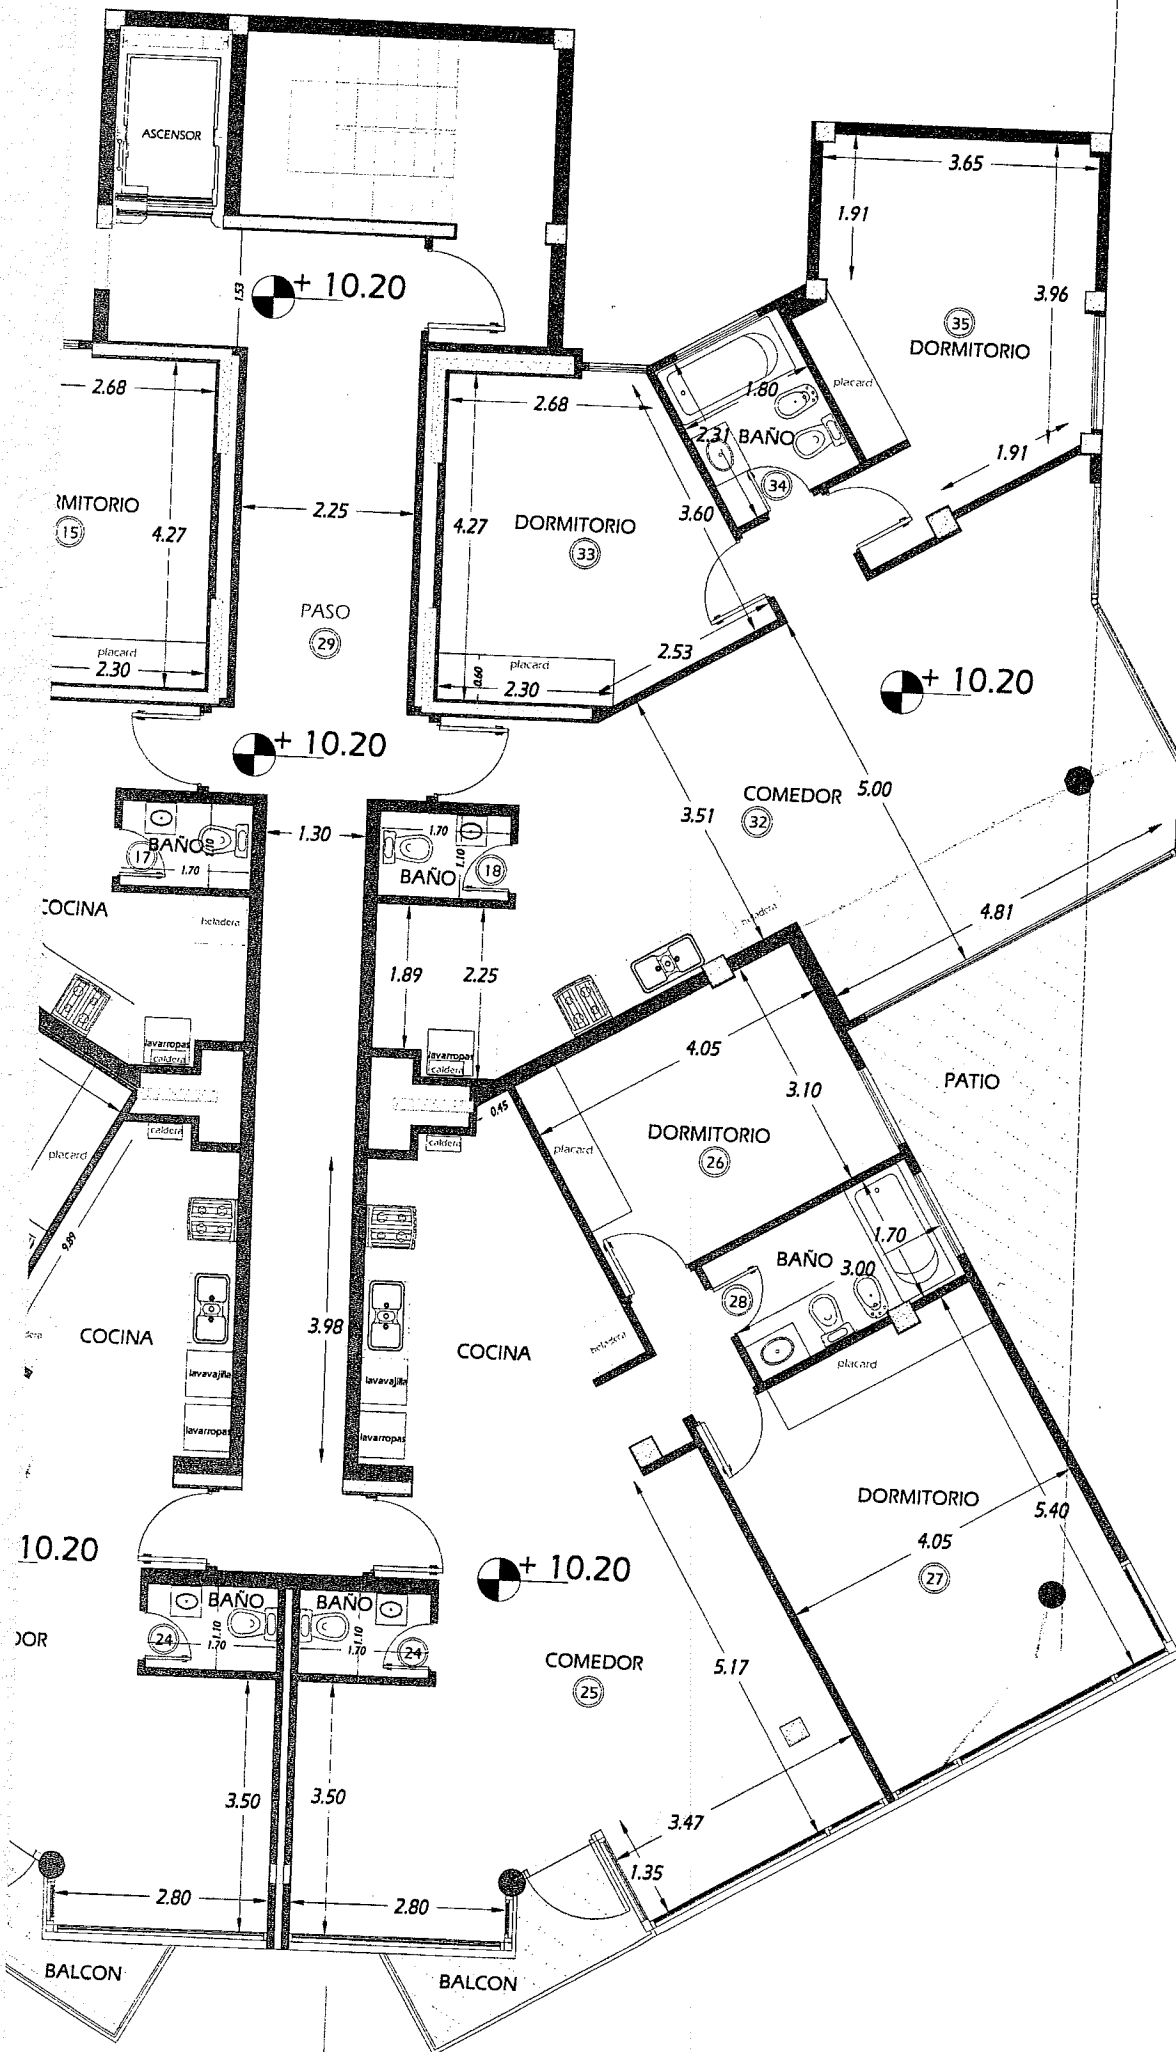 ASCENSOR
3.65
1.91
3.96
35
DORMITORIO
placard
1.91
1.53
+ 10.20
2.68
2.68
1.80
2.31
BAÑO
34
RMITORIO
15
4.27
2.25
4.27
DORMITORIO
33
3.60
PASO
29
placard
2.30
placard
2.30
0.60
2.53
+ 10.20
+ 10.20
COMEDOR
32
5.00
3.51
4.81
BAÑO
17
1.10
1.70
1.30
1.70
1.10
BAÑO
18
COCINA
heladera
heladera
1.89
2.25
lavarropas
caldera
lavarropas
caldera
4.05
3.10
PATIO
0.45
DORMITORIO
26
placard
caldera
caldera
placard
9.89
1.70
BAÑO
3.00
28
3.98
COCINA
COCINA
heladera
placard
lavavajilla
lavavajilla
lavarropas
lavarropas
DORMITORIO
27
4.05
5.40
10.20
+ 10.20
BAÑO
24
1.10
1.70
BAÑO
24
1.10
1.70
DOR
COMEDOR
25
5.17
3.50
3.50
3.47
1.35
2.80
2.80
BALCON
BALCON